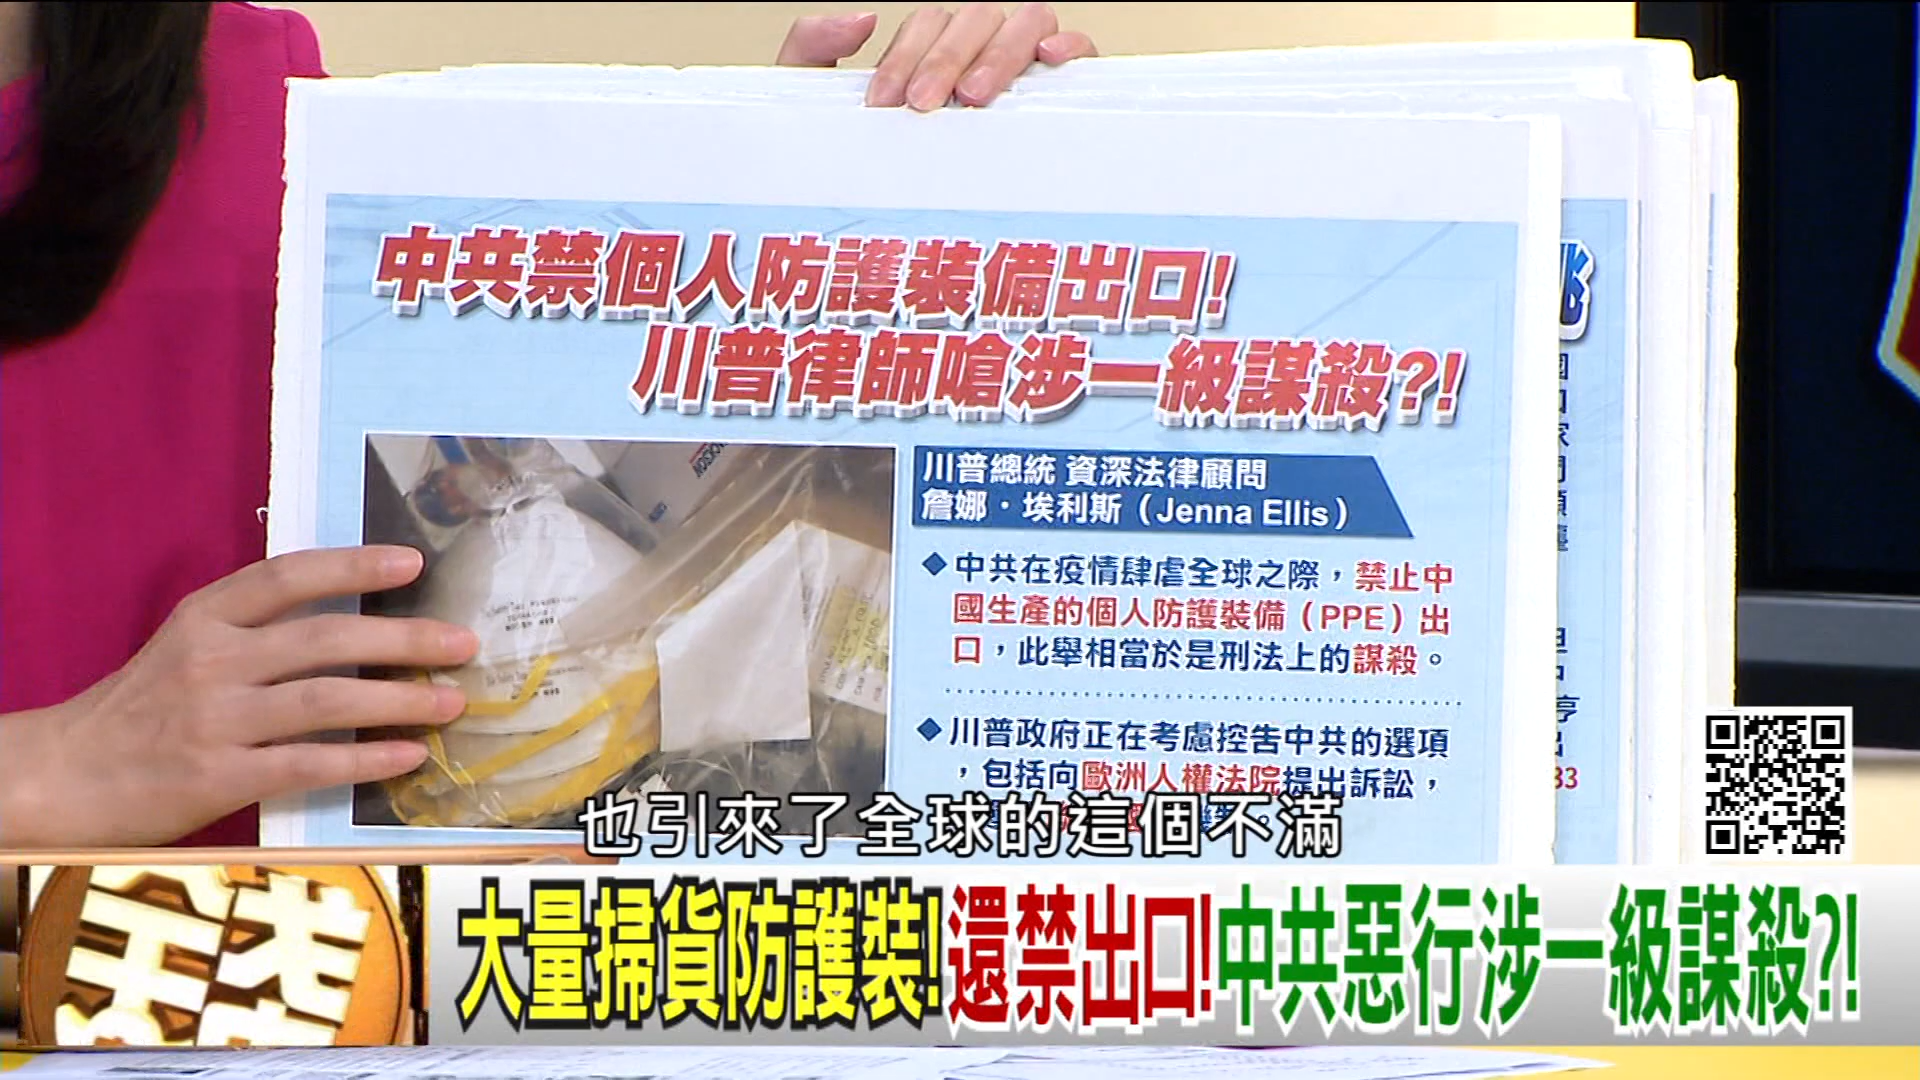 中共禁個人防護裝備出口!
川普律師嗆涉一級謀殺?!
川普總統 資深法律顧問
詹娜·埃利斯（Jenna Ellis）
◆中共在疫情肆虐全球之際，禁止中
國生產的個人防護裝備（PPE）出
口，此舉相當於是刑法上的謀殺。
◆川普政府正在考慮控告中共的選項
，包括向歐洲人權法院提出訴訟，
也引來了全球的這個不滿
大量掃貨防護裝!還禁出口!中共惡行涉一級謀殺?!